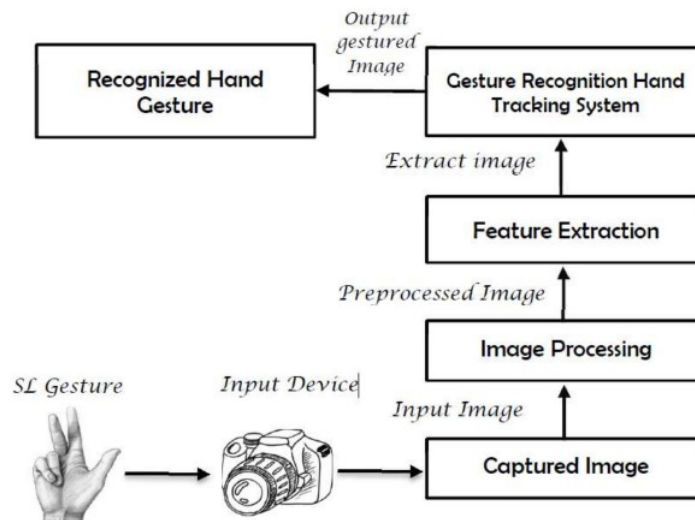 Output
gestured
Image
Recognized Hand
Gesture
Gesture Recognition Hand
Tracking System
Extract image
Feature Extraction
Preprocessed Image
Image Processing
SL Gesture
Input Device
Input Image
Captured Image